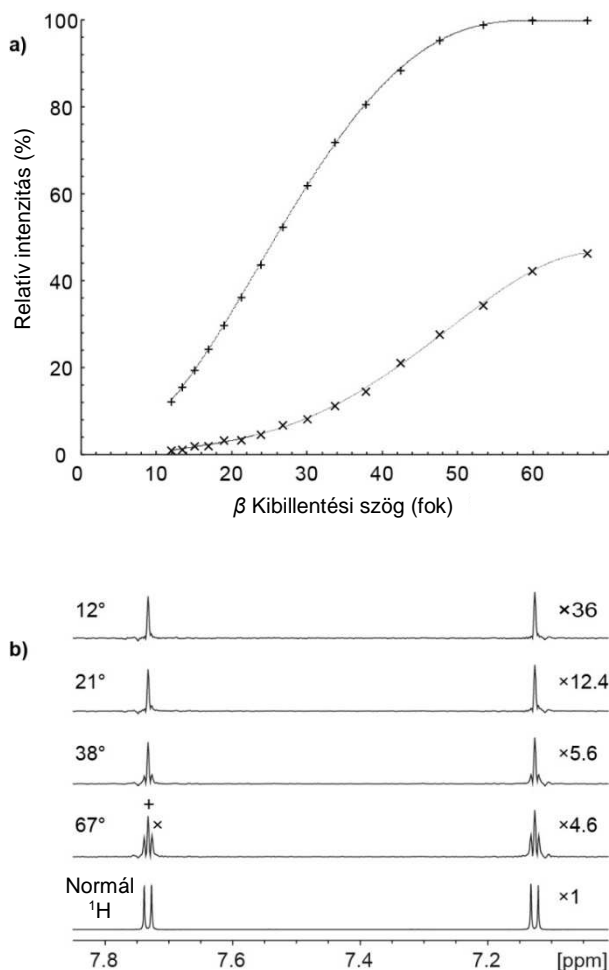 a)
Relatív intenzitás (%)
100
80
60
40
20
0
0 10 20 30 40 50 60
β Kibillentési szög (fok)
b)
12° ×36
21° ×12.4
38° ×5.6
+
67° × ×4.6
Normál
¹H ×1
7.8 7.6 7.4 7.2 [ppm]